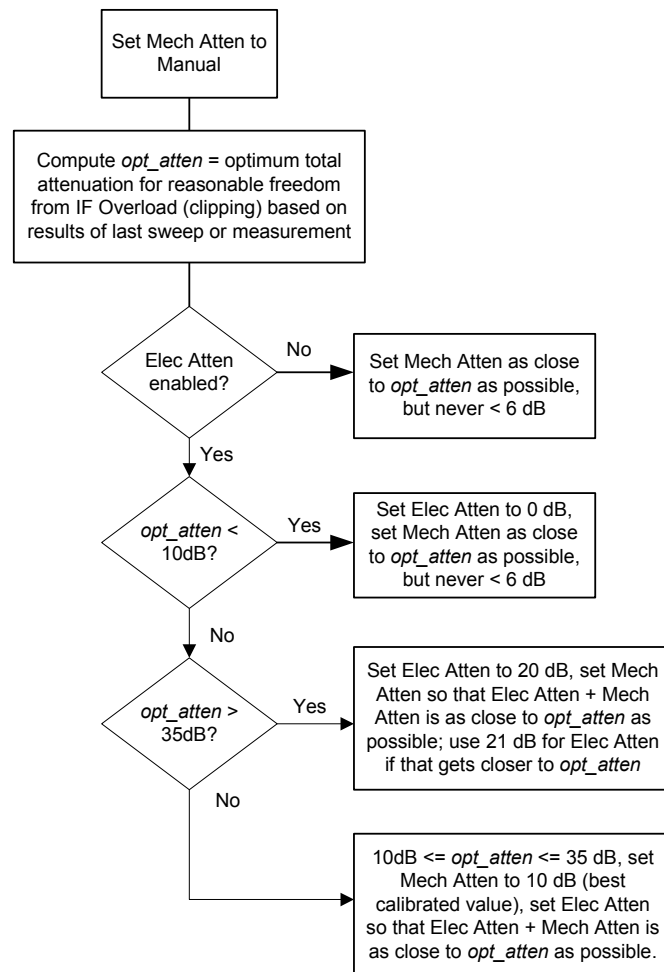 Set Mech Atten to
Manual
Compute opt_atten = optimum total
attenuation for reasonable freedom
from IF Overload (clipping) based on
results of last sweep or measurement
Elec Atten
enabled?
No
Set Mech Atten as close
to opt_atten as possible,
but never < 6 dB
Yes
opt_atten <
10dB?
Yes
Set Elec Atten to 0 dB,
set Mech Atten as close
to opt_atten as possible,
but never < 6 dB
No
opt_atten >
35dB?
Yes
Set Elec Atten to 20 dB, set Mech
Atten so that Elec Atten + Mech
Atten is as close to opt_atten as
possible; use 21 dB for Elec Atten
if that gets closer to opt_atten
No
10dB <= opt_atten <= 35 dB, set
Mech Atten to 10 dB (best
calibrated value), set Elec Atten
so that Elec Atten + Mech Atten is
as close to opt_atten as possible.